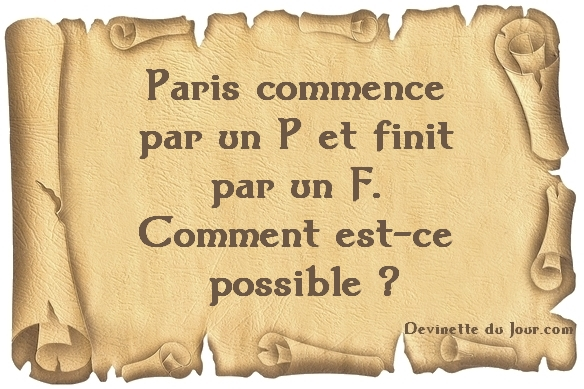 Paris commence
par un P et finit
par un F.
Comment est-ce
possible ?
Devinette du Jour.com